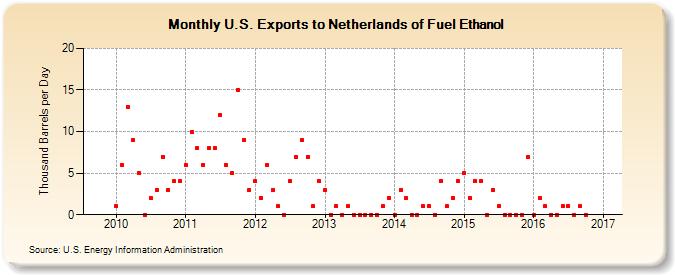 Monthly U.S. Exports to Netherlands of Fuel Ethanol
Thousand Barrels per Day
20
15
10
5
0
2010 2011 2012 2013 2014 2015 2016 2017
Source: U.S. Energy Information Administration